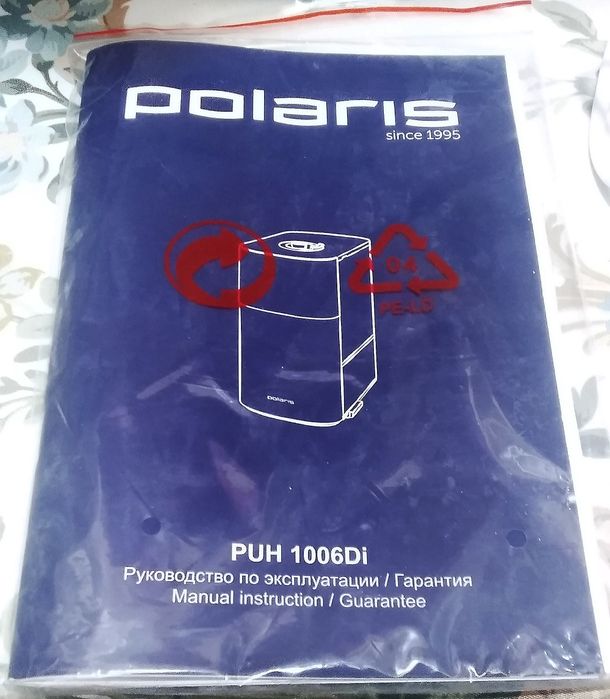 polaris
since 1995
04
PE-LD
polaris
PUH 1006Di
Руководство по эксплуатации / Гарантия
Manual instruction / Guarantee